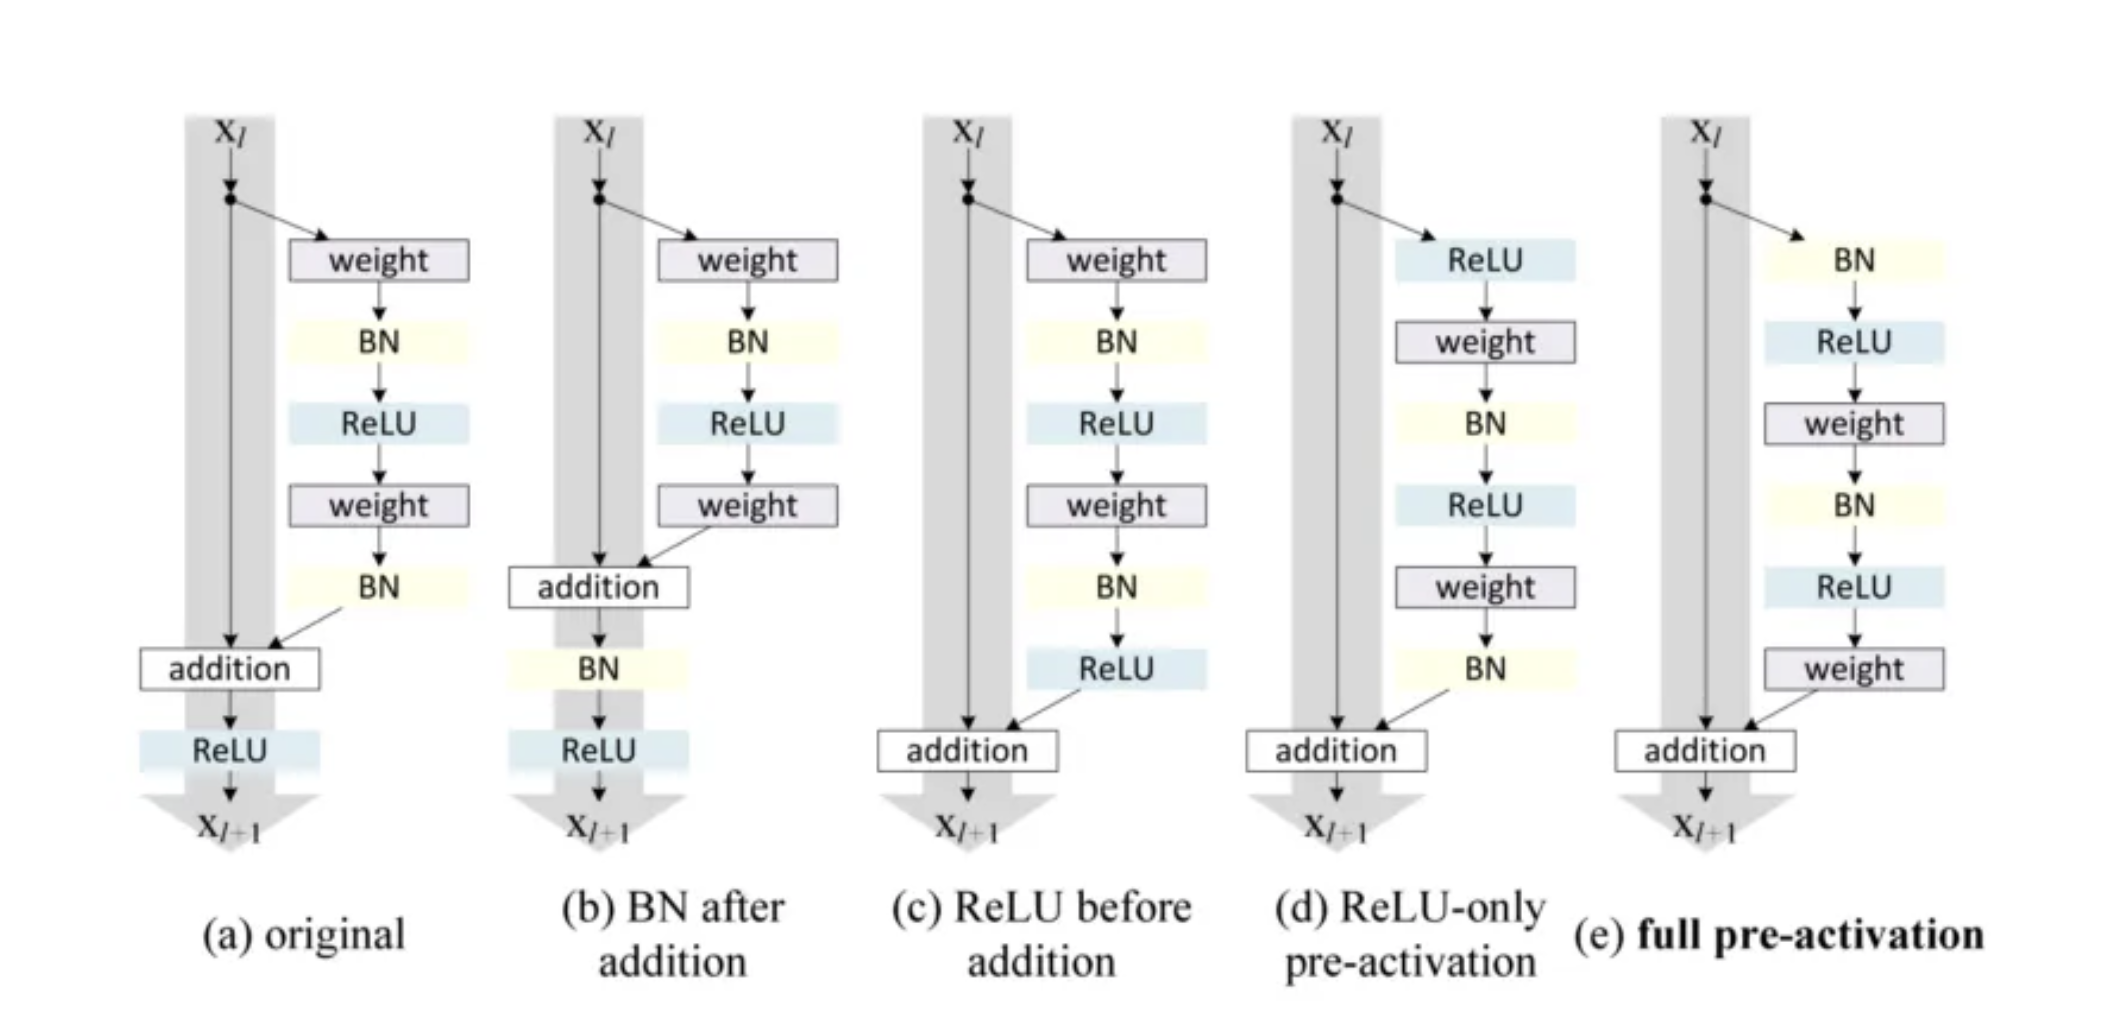 x_l
weight
BN
ReLU
weight
BN
addition
ReLU
x_{l+1}
(a) original
x_l
weight
BN
ReLU
weight
addition
BN
ReLU
x_{l+1}
(b) BN after
addition
x_l
weight
BN
ReLU
weight
BN
ReLU
addition
x_{l+1}
(c) ReLU before
addition
x_l
ReLU
weight
BN
ReLU
weight
BN
addition
x_{l+1}
(d) ReLU-only
pre-activation
x_l
BN
ReLU
weight
BN
ReLU
weight
addition
x_{l+1}
(e) full pre-activation